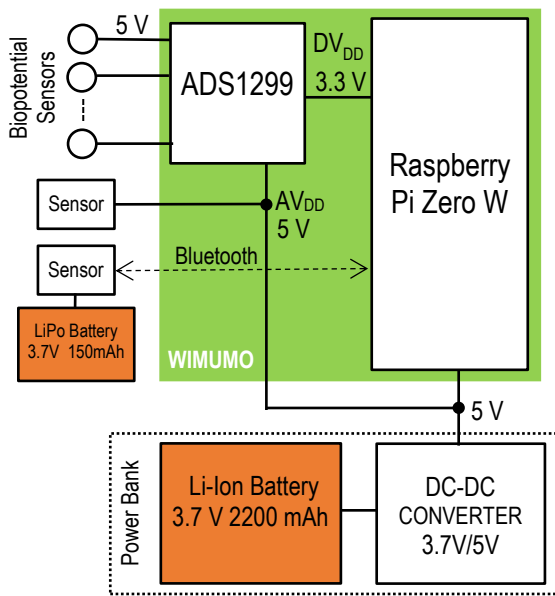 5 V
Biopotential
Sensors
ADS1299
DVDD
3.3 V
Raspberry
Pi Zero W
Sensor
AVDD
5 V
Bluetooth
Sensor
LiPo Battery
3.7V 150mAh
WIMUMO
5 V
Power Bank
Li-Ion Battery
3.7 V 2200 mAh
DC-DC
CONVERTER
3.7V/5V